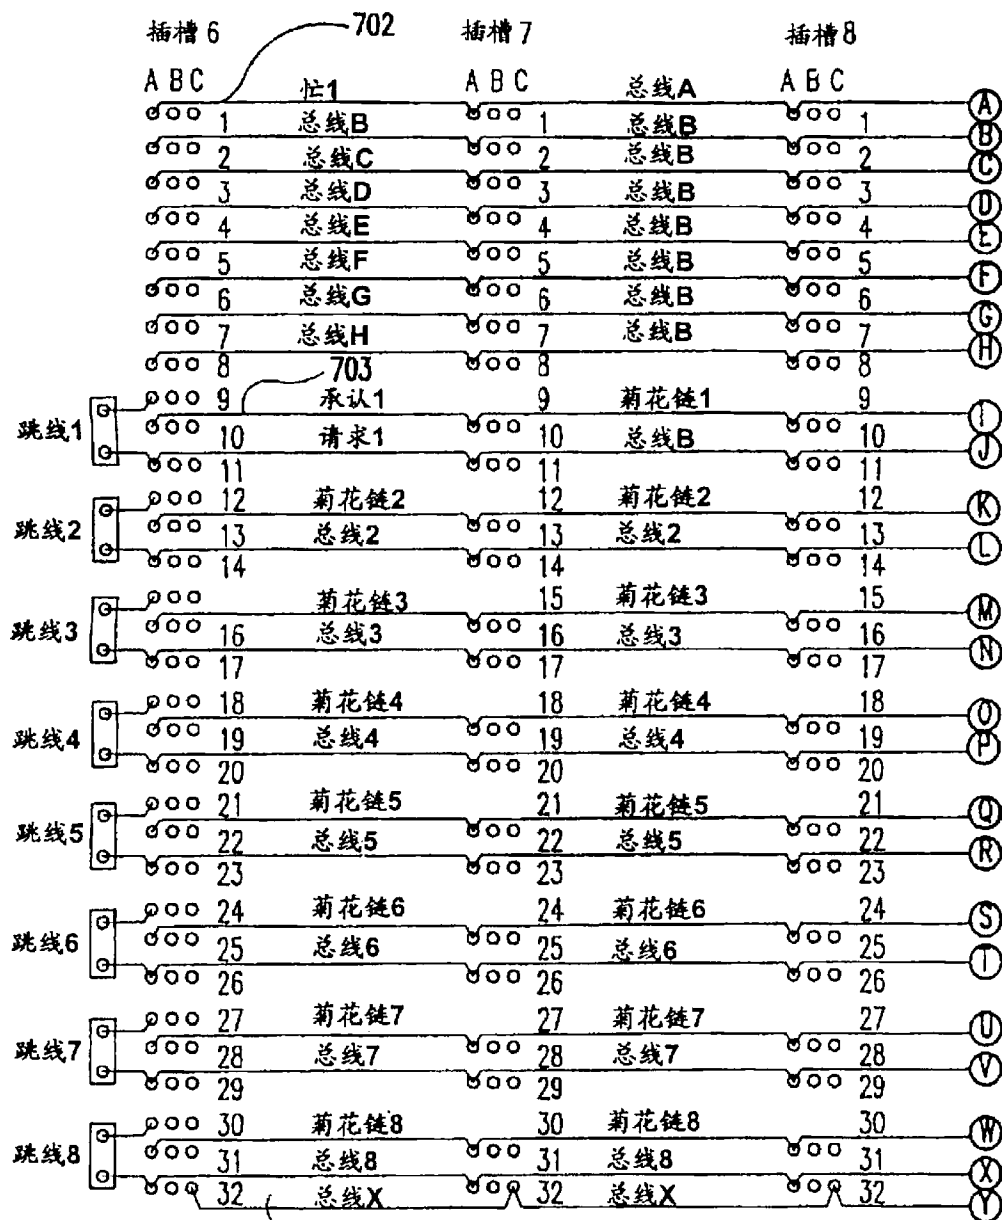 插槽6 702 插槽7 插槽8
A B C A B C A B C
忙1 总线A A
1 总线B 1 总线B 1 B
2 总线C 2 总线B 2 C
3 总线D 3 总线B 3 D
4 总线E 4 总线B 4 E
5 总线F 5 总线B 5 F
6 总线G 6 总线B 6 G
7 总线H 7 总线B 7 H
8 703 8 8
跳线1 9 承认1 9 菊花链1 9 I
10 请求1 10 总线B 10 J
11 11 11
跳线2 12 菊花链2 12 菊花链2 12 K
13 总线2 13 总线2 13 L
14 14 14
跳线3 菊花链3 15 菊花链3 15 M
16 总线3 16 总线3 16 N
17 17 17
跳线4 18 菊花链4 18 菊花链4 18 O
19 总线4 19 总线4 19 P
20 20 20
跳线5 21 菊花链5 21 菊花链5 21 Q
22 总线5 22 总线5 22 R
23 23 23
跳线6 24 菊花链6 24 菊花链6 24 S
25 总线6 25 总线6 25 T
26 26 26
跳线7 27 菊花链7 27 菊花链7 27 U
28 总线7 28 总线7 28 V
29 29 29
跳线8 30 菊花链8 30 菊花链8 30 W
31 总线8 31 总线8 31 X
32 总线X 32 总线X 32 Y